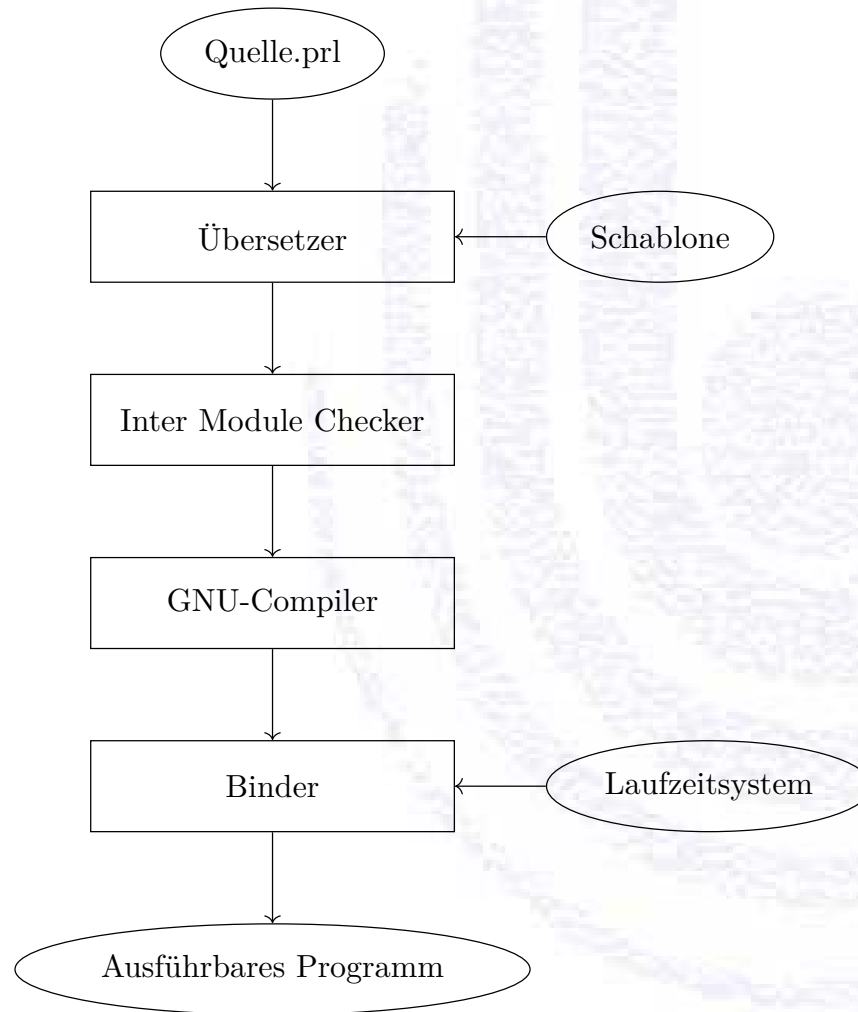 Quelle.prl
Übersetzer
Schablone
Inter Module Checker
GNU-Compiler
Binder
Laufzeitsystem
Ausführbares Programm